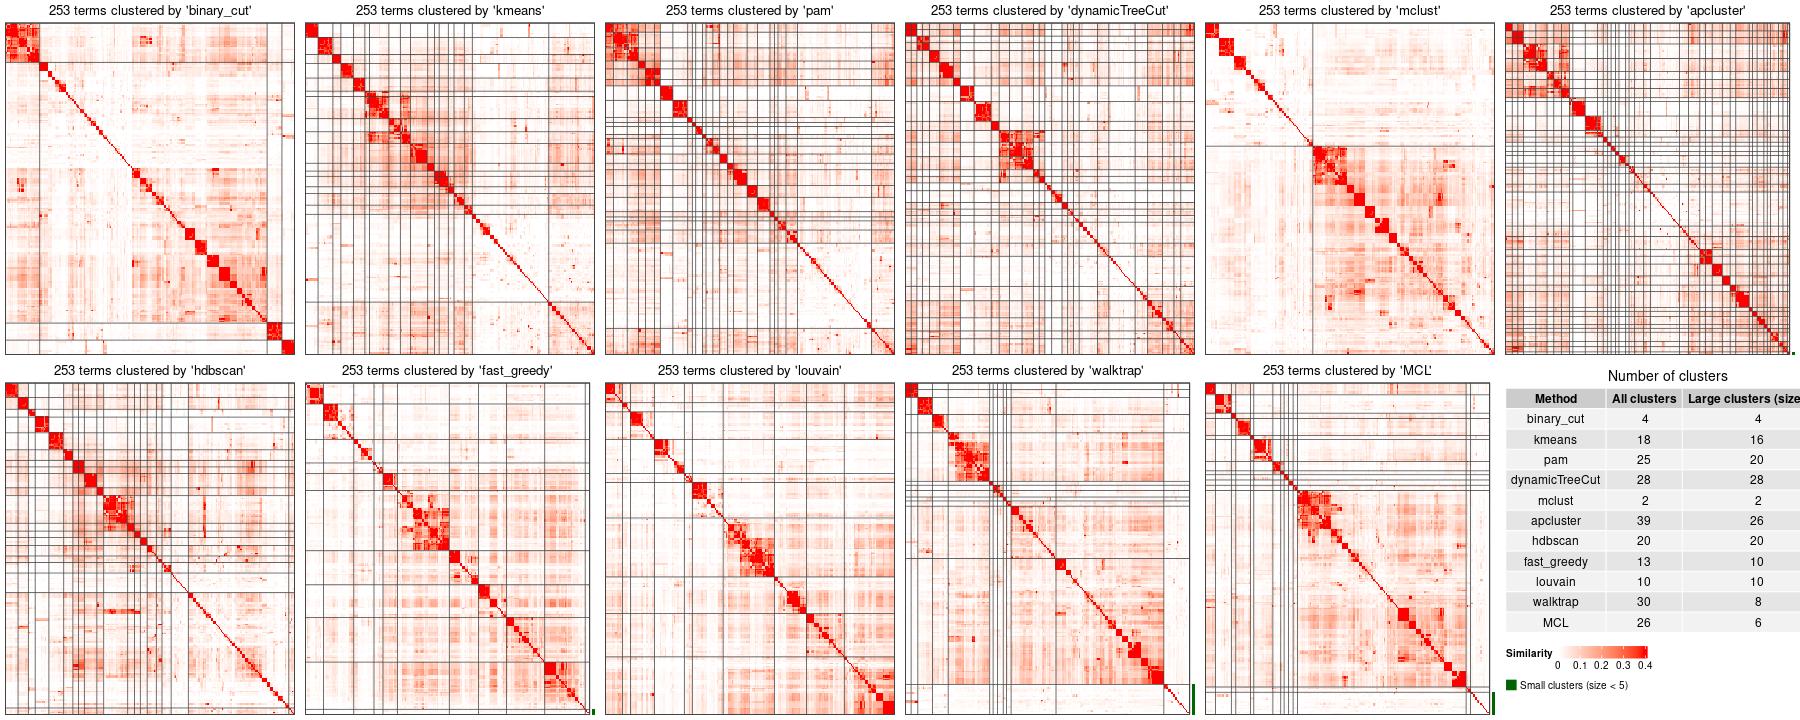 253 terms clustered by 'binary_cut'
253 terms clustered by 'kmeans'
253 terms clustered by 'pam'
253 terms clustered by 'dynamicTreeCut'
253 terms clustered by 'mclust'
253 terms clustered by 'apcluster'
253 terms clustered by 'hdbscan'
253 terms clustered by 'fast_greedy'
253 terms clustered by 'louvain'
253 terms clustered by 'walktrap'
253 terms clustered by 'MCL'
Number of clusters
Method All clusters Large clusters (size
binary_cut 4 4
kmeans 18 16
pam 25 20
dynamicTreeCut 28 28
mclust 2 2
apcluster 39 26
hdbscan 20 20
fast_greedy 13 10
louvain 10 10
walktrap 30 8
MCL 26 6
Similarity
0 0.1 0.2 0.3 0.4
Small clusters (size < 5)